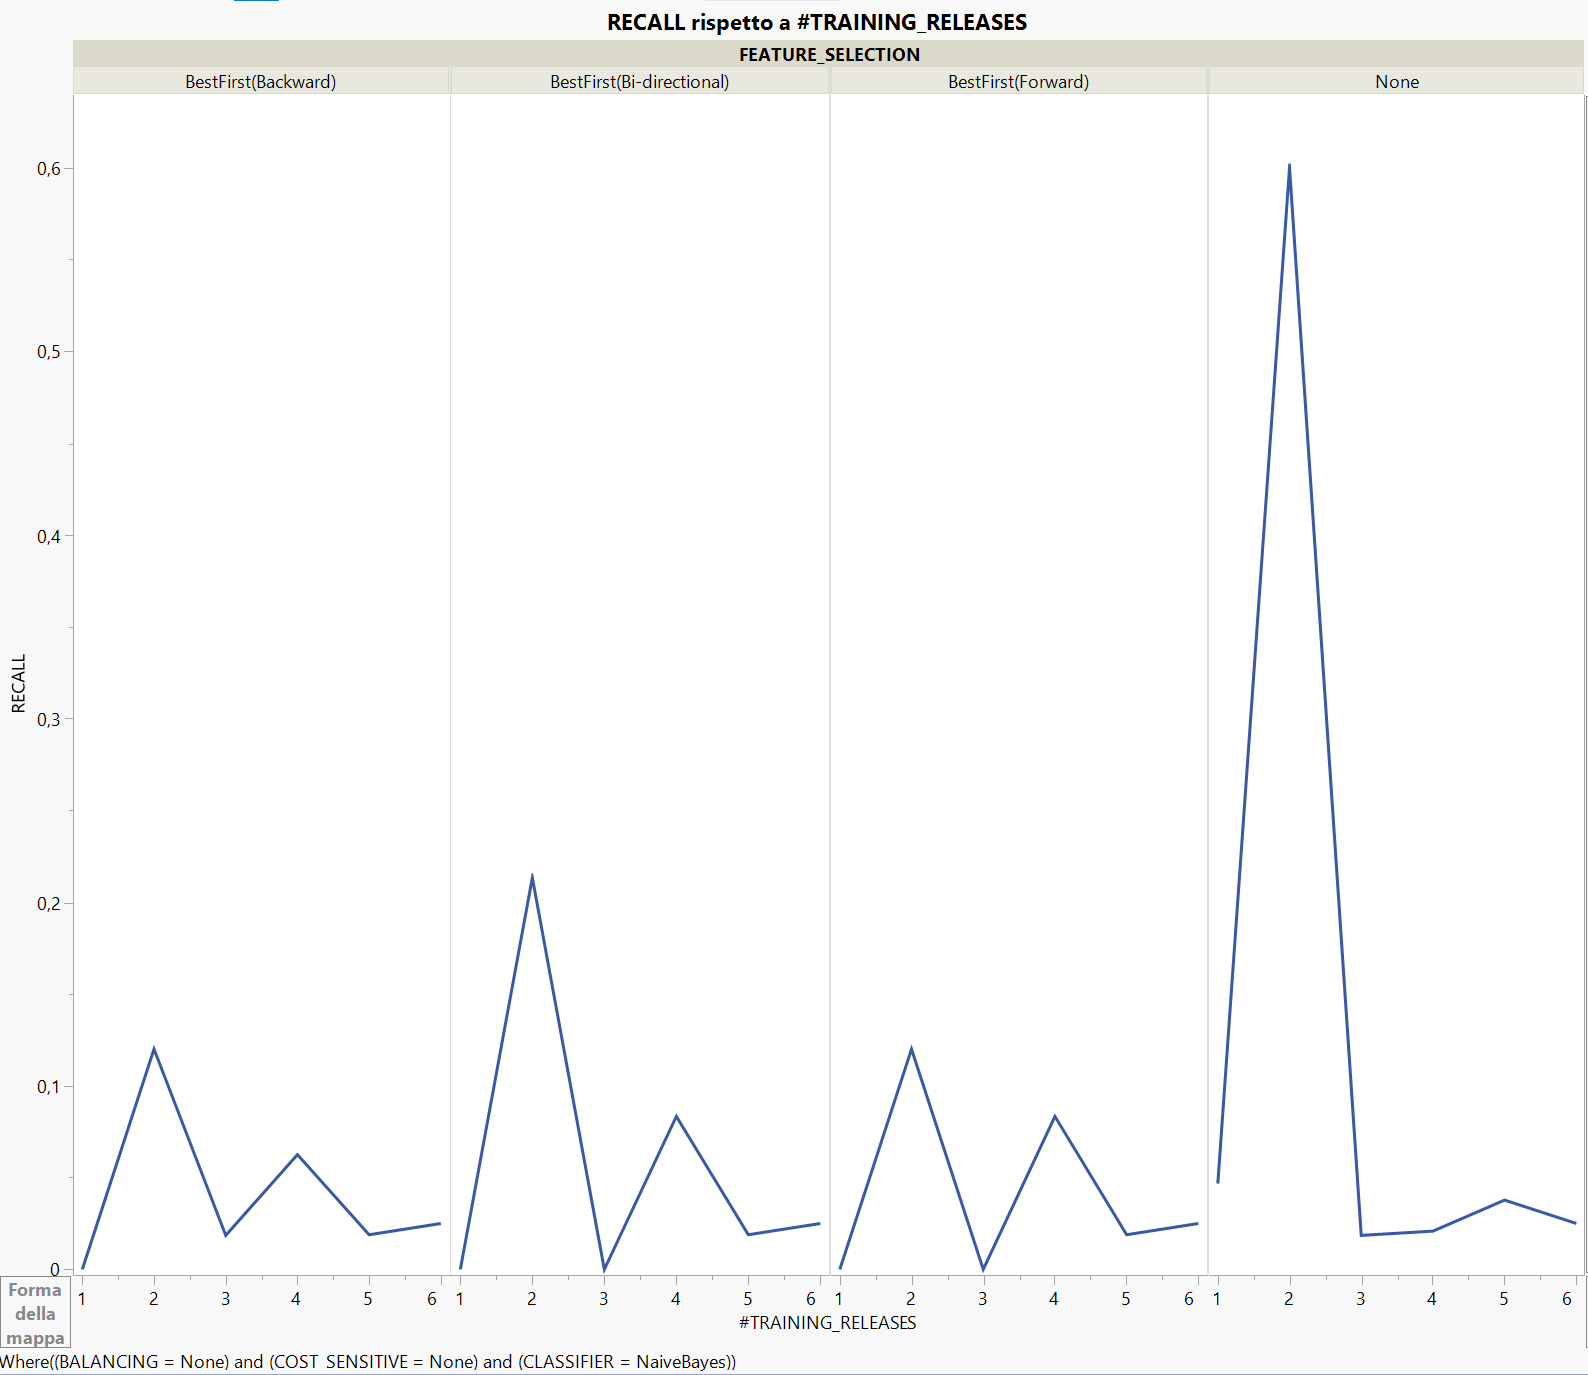 RECALL rispetto a #TRAINING_RELEASES
FEATURE_SELECTION
BestFirst(Backward) BestFirst(Bi-directional) BestFirst(Forward) None
0,6
0,5
0,4
0,3
0,2
0,1
0
RECALL
1 2 3 4 5 6 1 2 3 4 5 6 1 2 3 4 5 6 1 2 3 4 5 6
#TRAINING_RELEASES
Forma
della
mappa
Where((BALANCING = None) and (COST SENSITIVE = None) and (CLASSIFIER = NaiveBayes))